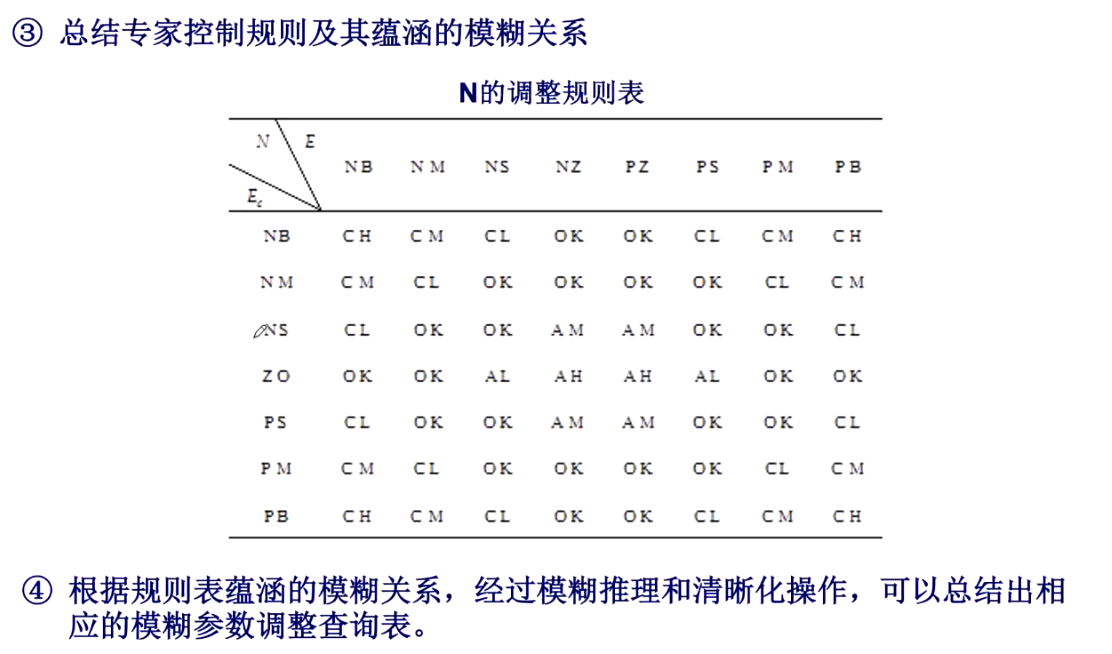 ③ 总结专家控制规则及其蕴涵的模糊关系
N的调整规则表
N E
NB NM NS NZ PZ PS PM PB
Ec
NB CH CM CL OK OK CL CM CH
NM CM CL OK OK OK OK CL CM
NS CL OK OK AM AM OK OK CL
ZO OK OK AL AH AH AL OK OK
PS CL OK OK AM AM OK OK CL
PM CM CL OK OK OK OK CL CM
PB CH CM CL OK OK CL CM CH
④ 根据规则表蕴涵的模糊关系，经过模糊推理和清晰化操作，可以总结出相
应的模糊参数调整查询表。